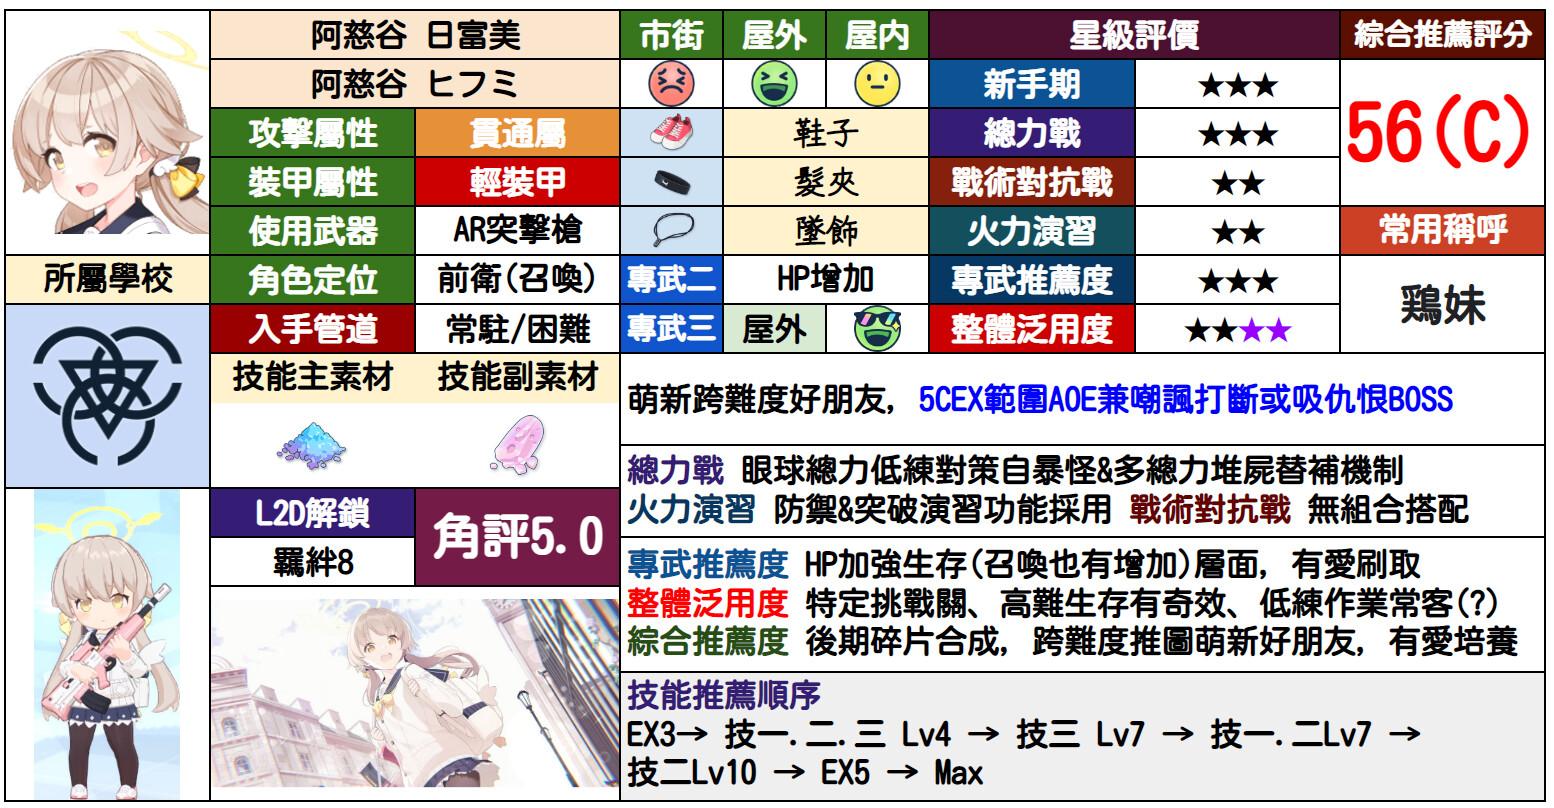 阿慈谷 日富美
市街
屋外
屋内
星級評價
綜合推薦評分
阿慈谷 ヒフミ
新手期
★★★
56(C)
攻擊屬性
貫通屬
鞋子
總力戰
★★★
裝甲屬性
輕裝甲
髮夾
戰術對抗戰
★★
使用武器
AR突擊槍
墜飾
火力演習
★★
常用稱呼
所屬學校
角色定位
前衛(召喚)
專武二
HP增加
專武推薦度
★★★
鶏妹
入手管道
常駐/困難
專武三
屋外
整體泛用度
★★★★
技能主素材
技能副素材
萌新跨難度好朋友, 5CEX範圍AOE兼嘲諷打斷或吸仇恨BOSS
總力戰 眼球總力低練對策自暴怪&多總力堆屍替補機制
火力演習 防禦&突破演習功能採用 戰術對抗戰 無組合搭配
L2D解鎖
角評5.0
羈絆8
專武推薦度 HP加強生存(召喚也有增加)層面, 有愛刷取
整體泛用度 特定挑戰關、高難生存有奇效、低練作業常客(?)
綜合推薦度 後期碎片合成, 跨難度推圖萌新好朋友, 有愛培養
技能推薦順序
EX3→ 技一.二.三 Lv4 → 技三 Lv7 → 技一.二Lv7 →
技二Lv10 → EX5 → Max